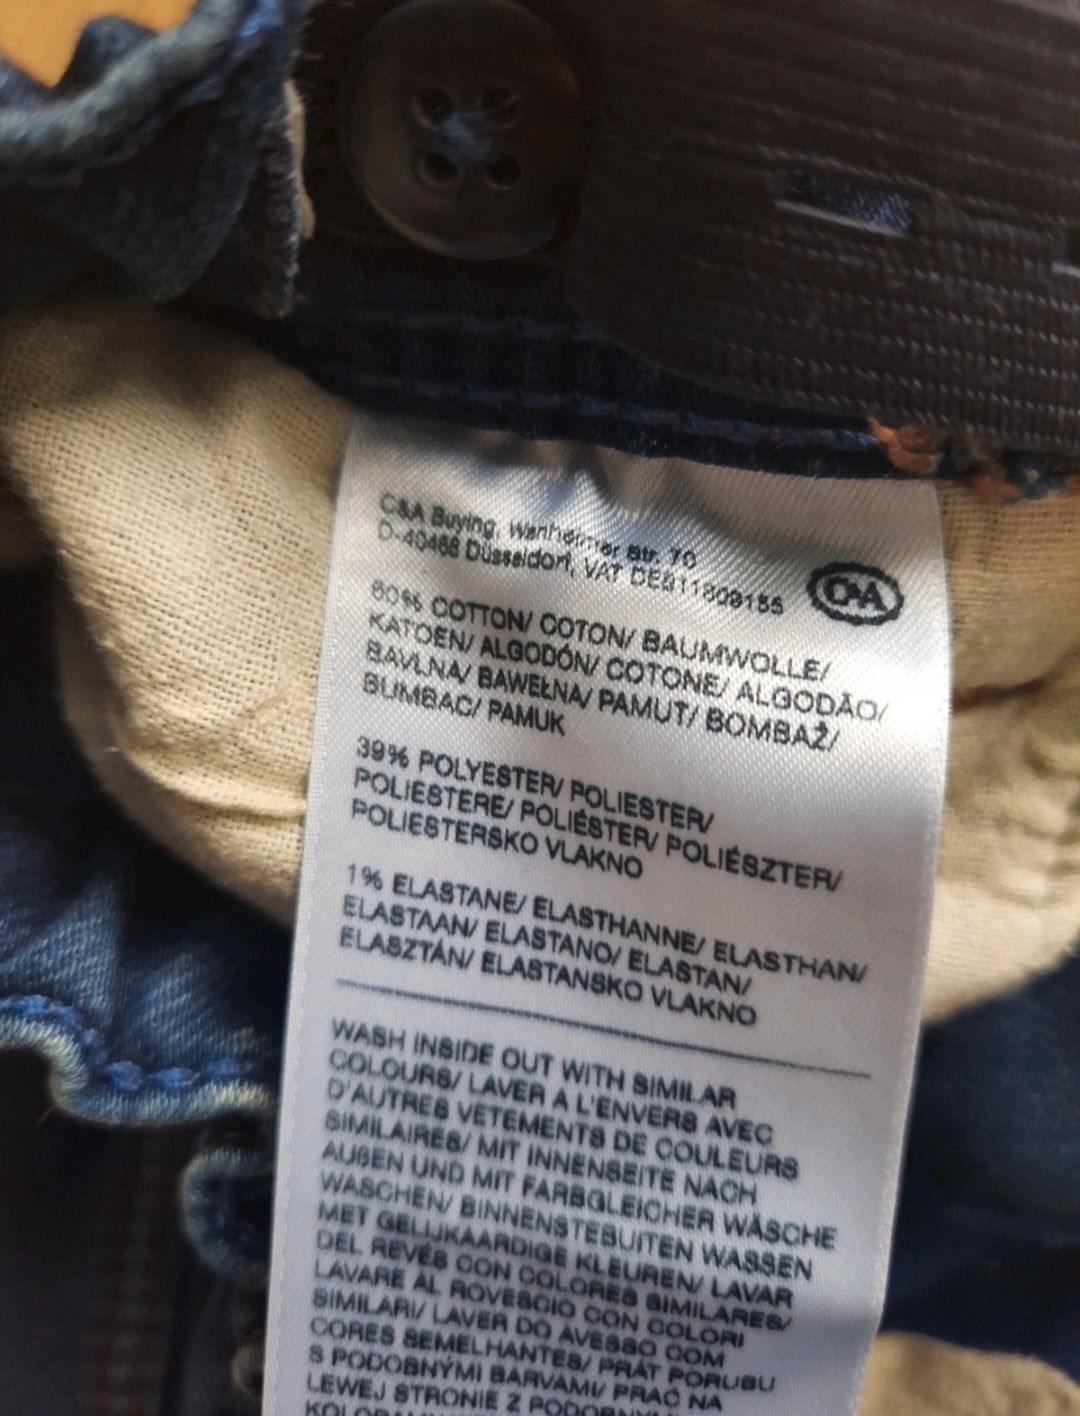 C&A Buying, Wanheimer Str. 70
D-40468 Düsseldorf, VAT DE811809155
C&A
60% COTTON/ COTON/ BAUMWOLLE/
KATOEN/ ALGODÓN/ COTONE/ ALGODÃO/
BAVLNA/ BAWEŁNA/ PAMUT/ BOMBAŽ/
BUMBAC/ PAMUK
39% POLYESTER/ POLIESTER/
POLIESTERE/ POLIÉSTER/ POLIÉSZTER/
POLIESTERSKO VLAKNO
1% ELASTANE/ ELASTHANNE/ ELASTHAN/
ELASTAAN/ ELASTANO/ ELASTAN/
ELASZTÁN/ ELASTANSKO VLAKNO
WASH INSIDE OUT WITH SIMILAR
COLOURS/ LAVER A L'ENVERS AVEC
D'AUTRES VETEMENTS DE COULEURS
SIMILAIRES/ MIT INNENSEITE NACH
AUßEN UND MIT FARBGLEICHER WÄSCHE
WASCHEN/ BINNENSTEBUITEN WASSEN
MET GELIJKAARDIGE KLEUREN/ LAVAR
DEL REVÉS CON COLORES SIMILARES/
LAVARE AL ROVESCIO CON COLORI
SIMILARI/ LAVER DO AVESSO COM
CORES SEMELHANTES/ PRÁT PORUBU
S PODOBNÝMI BARVAMI/ PRAĆ NA
LEWEJ STRONIE Z